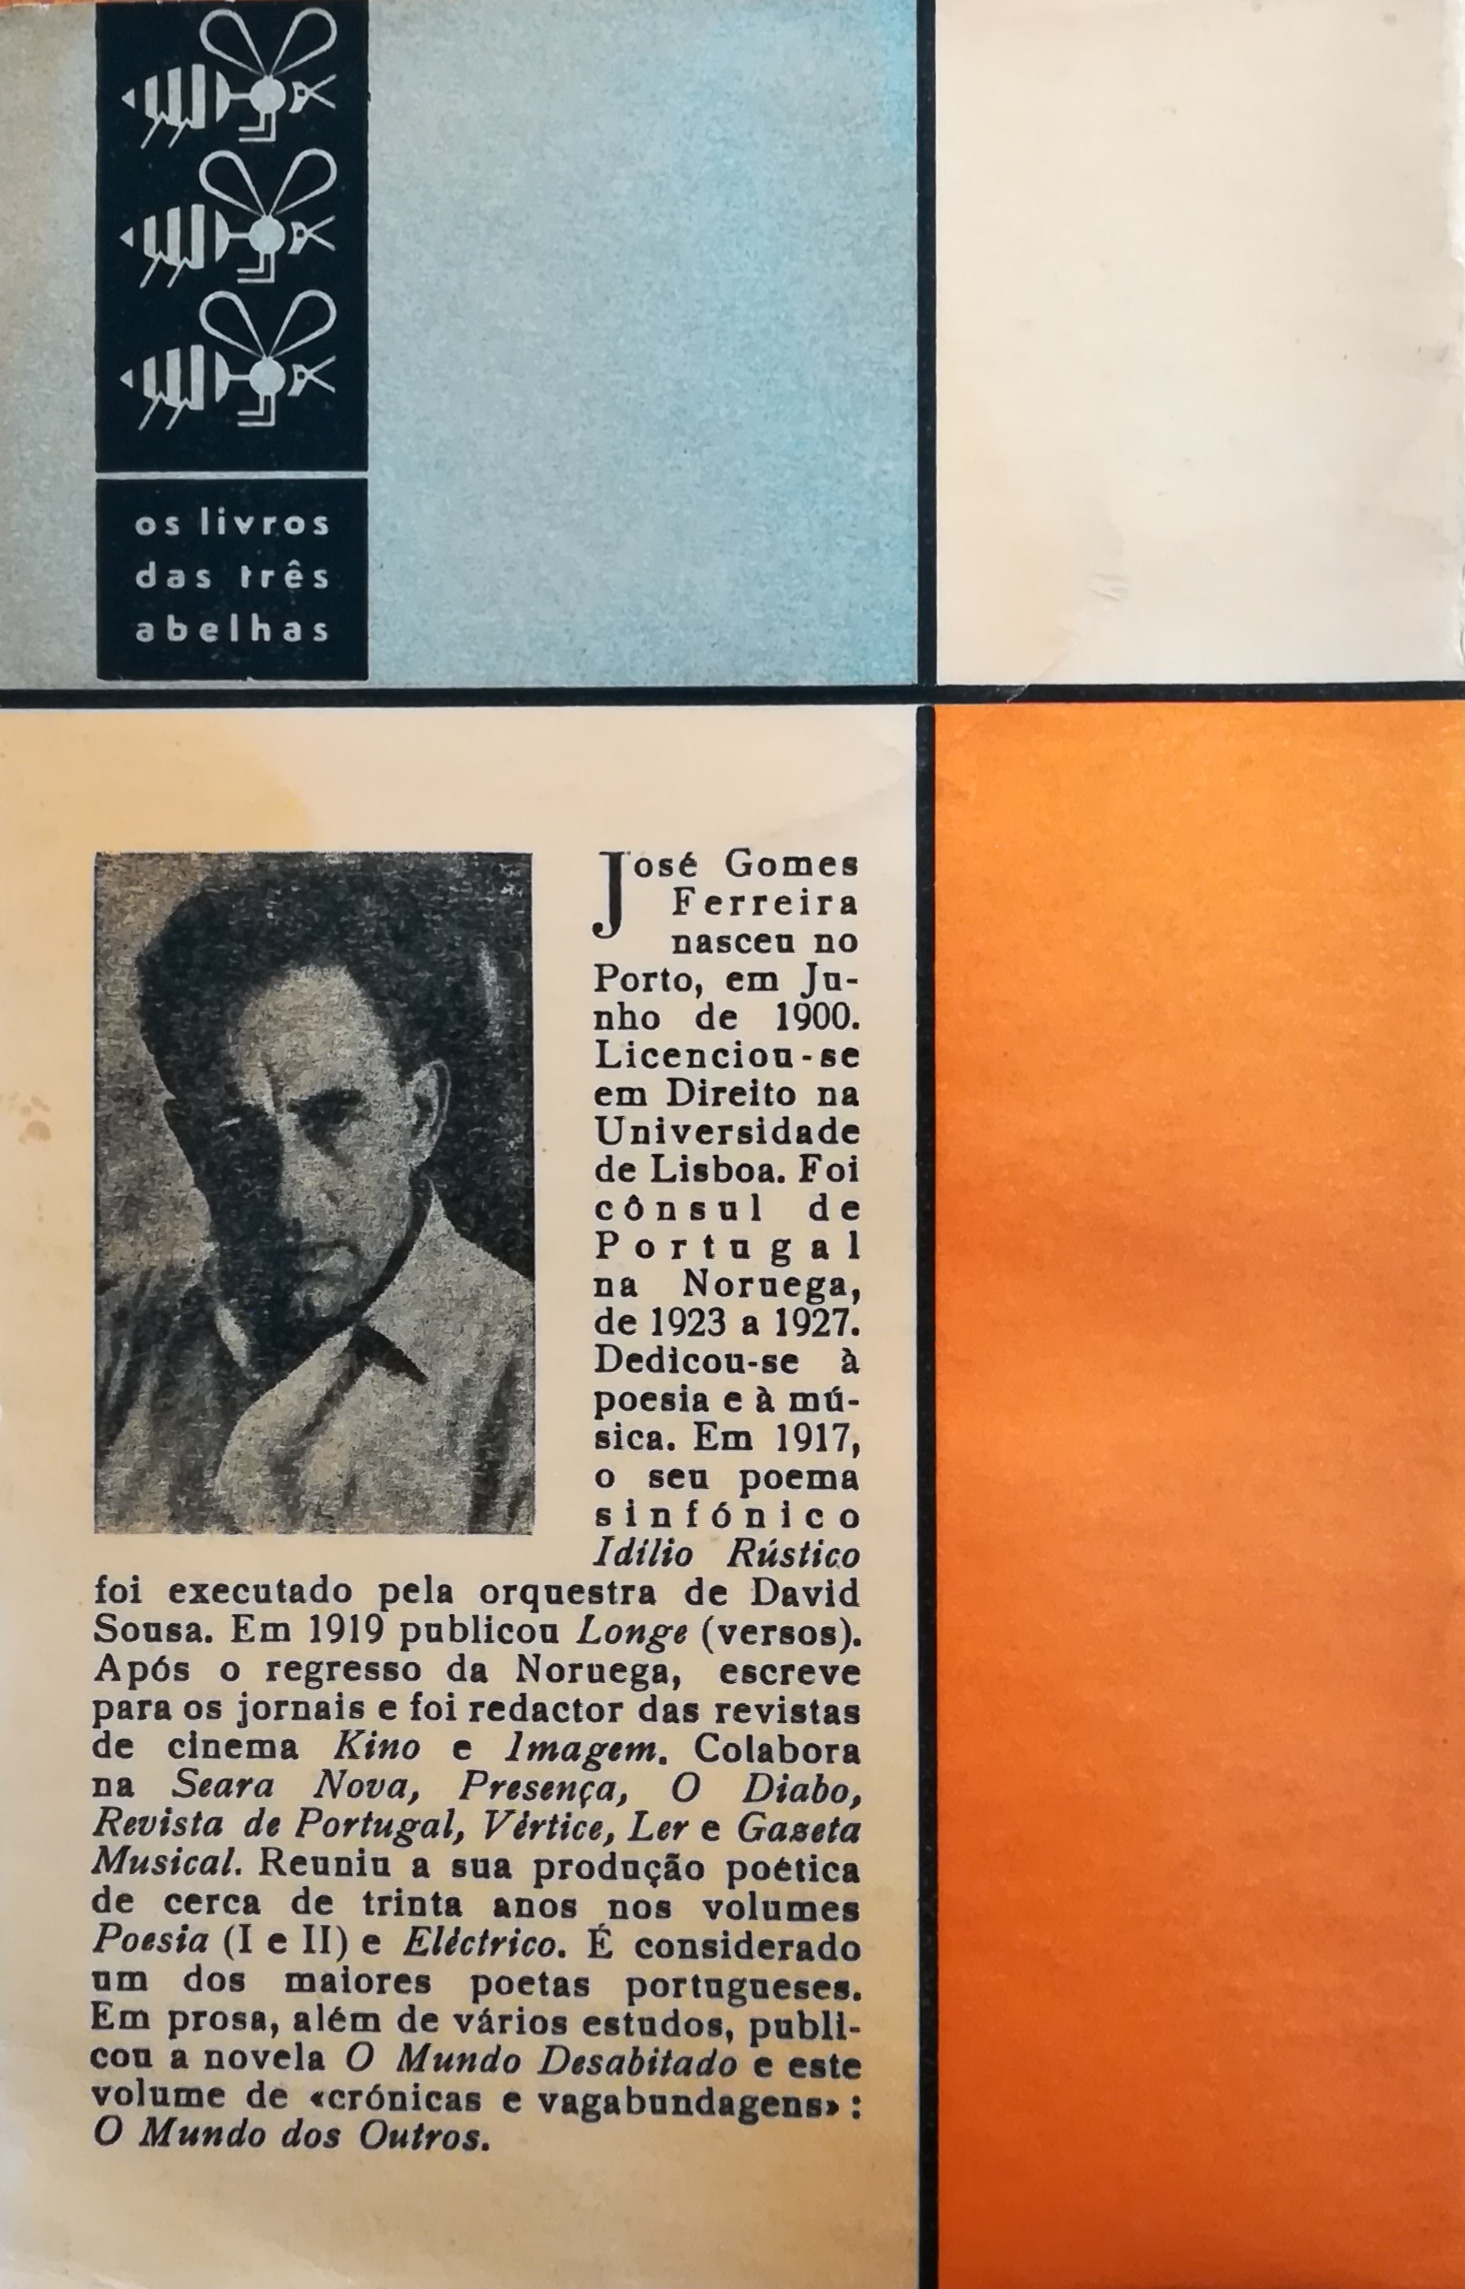 os livros
das três
abelhas
José Gomes
Ferreira
nasceu no
Porto, em Ju-
nho de 1900.
Licenciou-se
em Direito na
Universidade
de Lisboa. Foi
cônsul de
Portugal
na Noruega,
de 1923 a 1927.
Dedicou-se à
poesia e à mú-
sica. Em 1917,
o seu poema
sinfónico
Idílio Rústico
foi executado pela orquestra de David
Sousa. Em 1919 publicou Longe (versos).
Após o regresso da Noruega, escreve
para os jornais e foi redactor das revistas
de cinema Kino e Imagem. Colabora
na Seara Nova, Presença, O Diabo,
Revista de Portugal, Vértice, Ler e Gazeta
Musical. Reuniu a sua produção poética
de cerca de trinta anos nos volumes
Poesia (I e II) e Eléctrico. É considerado
um dos maiores poetas portugueses.
Em prosa, além de vários estudos, publi-
cou a novela O Mundo Desabitado e este
volume de «crónicas e vagabundagens» :
O Mundo dos Outros.